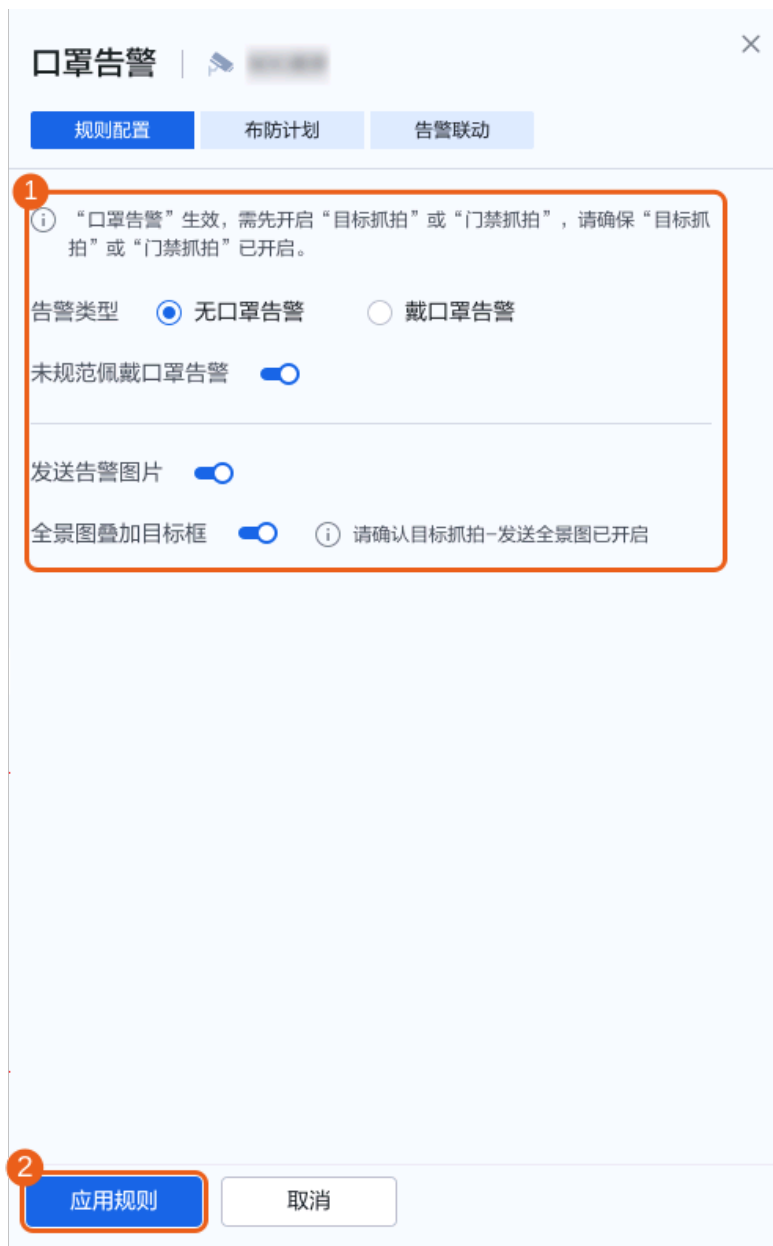 口罩告警
规则配置 布防计划 告警联动
1
“口罩告警”生效，需先开启“目标抓拍”或“门禁抓拍”，请确保“目标抓
拍”或“门禁抓拍”已开启。
告警类型 无口罩告警 戴口罩告警
未规范佩戴口罩告警
发送告警图片
全景图叠加目标框 请确认目标抓拍-发送全景图已开启
2
应用规则 取消